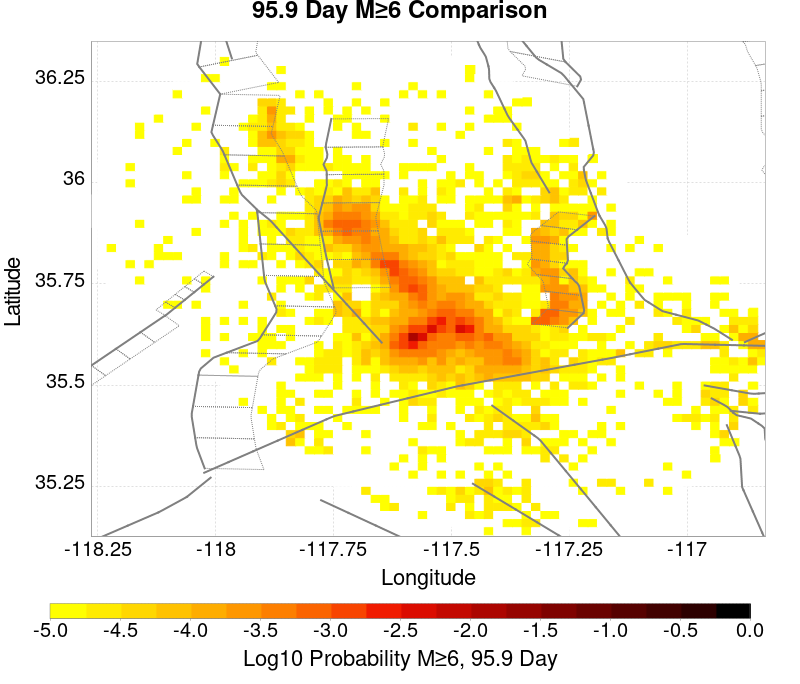 95.9 Day M≥6 Comparison
36.25
36
35.75
35.5
35.25
Latitude
-118.25 -118 -117.75 -117.5 -117.25 -117
Longitude
-5.0 -4.5 -4.0 -3.5 -3.0 -2.5 -2.0 -1.5 -1.0 -0.5 0.0
Log10 Probability M≥6, 95.9 Day